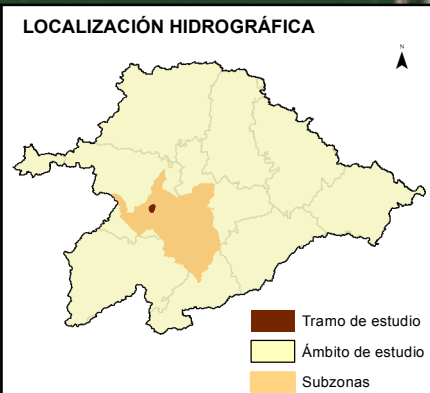 LOCALIZACIÓN HIDROGRÁFICA
N
Tramo de estudio
Ámbito de estudio
Subzonas